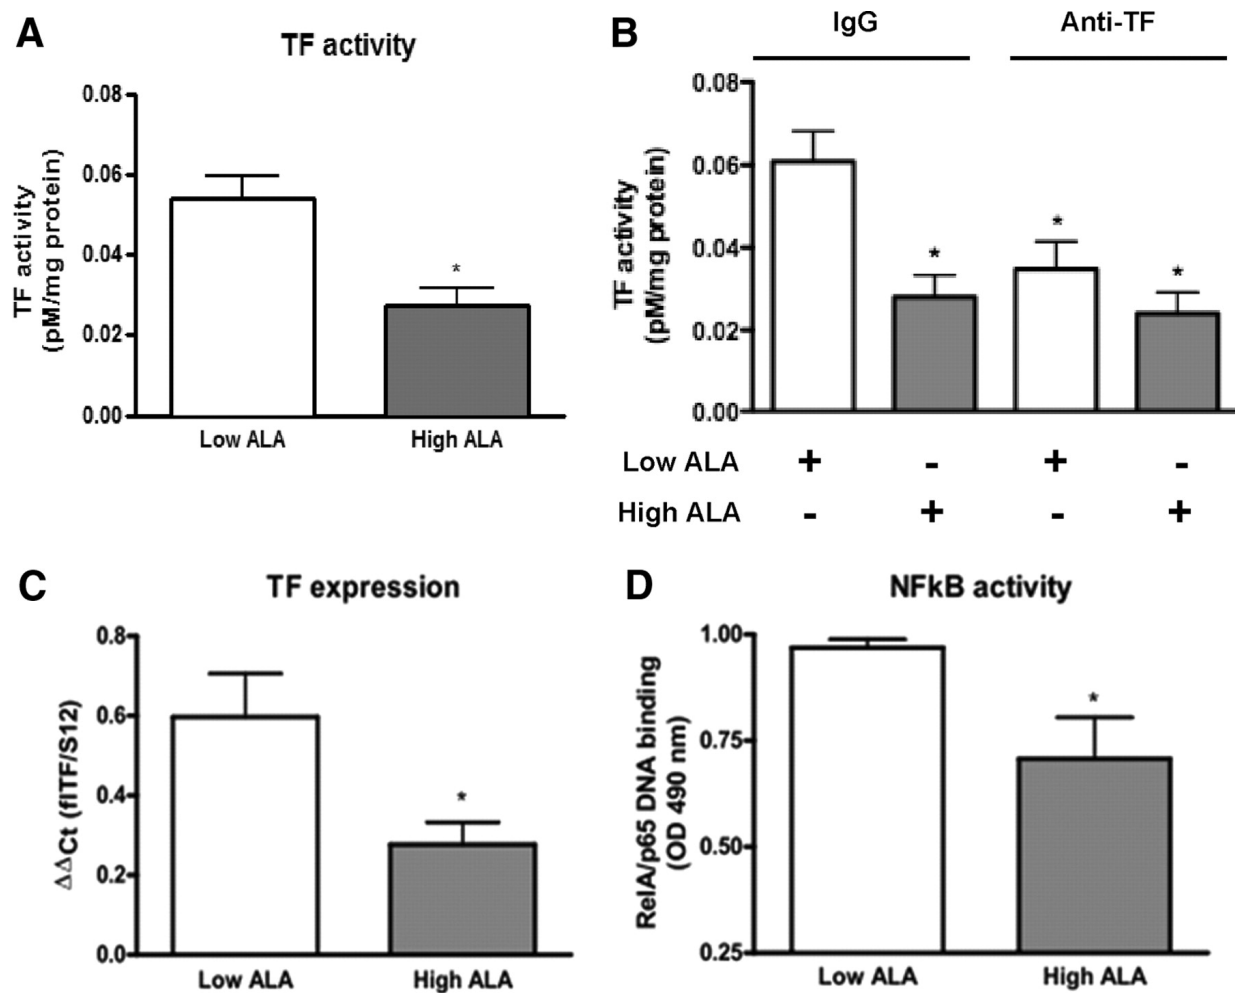 A
TF activity
TF activity
(pM/mg protein)
0.08
0.06
0.04
0.02
0.00
*
Low ALA
High ALA
B
IgG
Anti-TF
TF activity
(pM/mg protein)
0.08
0.06
0.04
0.02
0.00
*
*
*
Low ALA + - + -
High ALA - + - +
C
TF expression
ΔΔCt (flTF/S12)
0.8
0.6
0.4
0.2
0.0
*
Low ALA
High ALA
D
NFkB activity
RelA/p65 DNA binding
(OD 490 nm)
1.00
0.75
0.50
0.25
*
Low ALA
High ALA